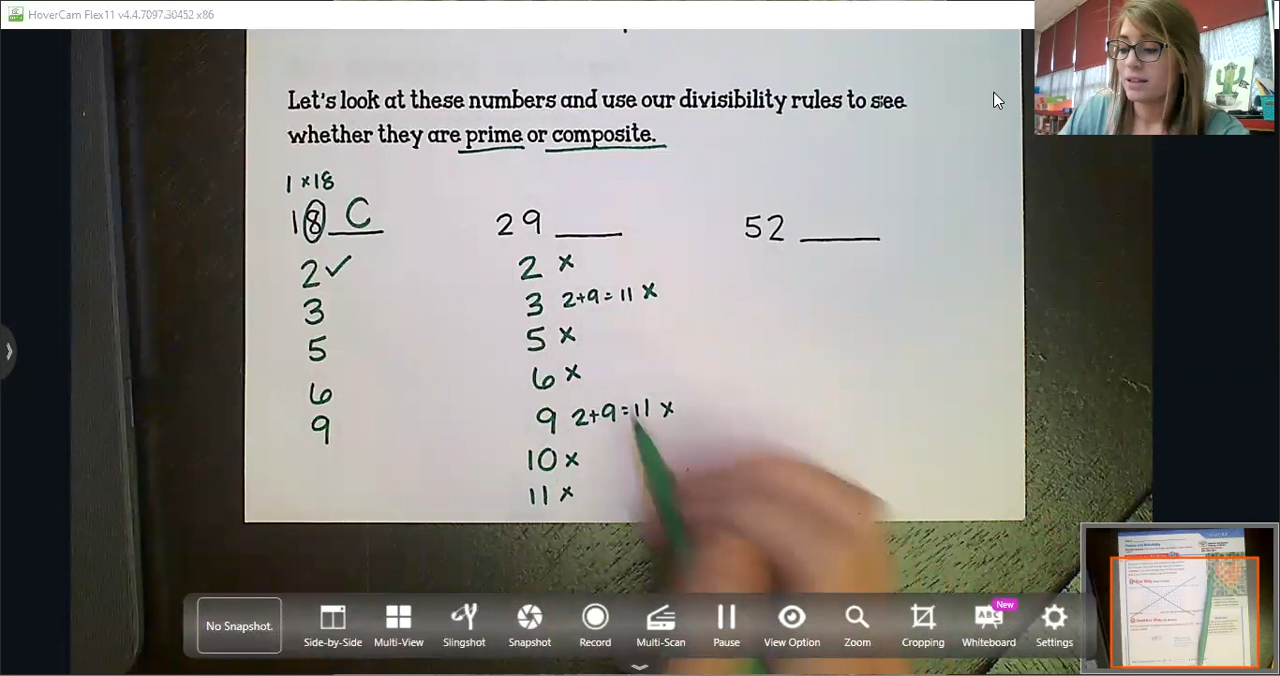 HoverCam Flex11 v4.4.7097.30452 x86
Let's look at these numbers and use our divisibility rules to see
whether they are prime or composite.
1 x 18
18 C
2 ✓
3
5
6
9
29 ______
2 x
3 2+9=11 x
5 x
6 x
9 2+9=11 x
10 x
11 x
52 ______
No Snapshot.
Side-by-Side
Multi-View
Slingshot
Snapshot
Record
Multi-Scan
Pause
View Option
Zoom
Cropping
New
ABC
Whiteboard
Settings